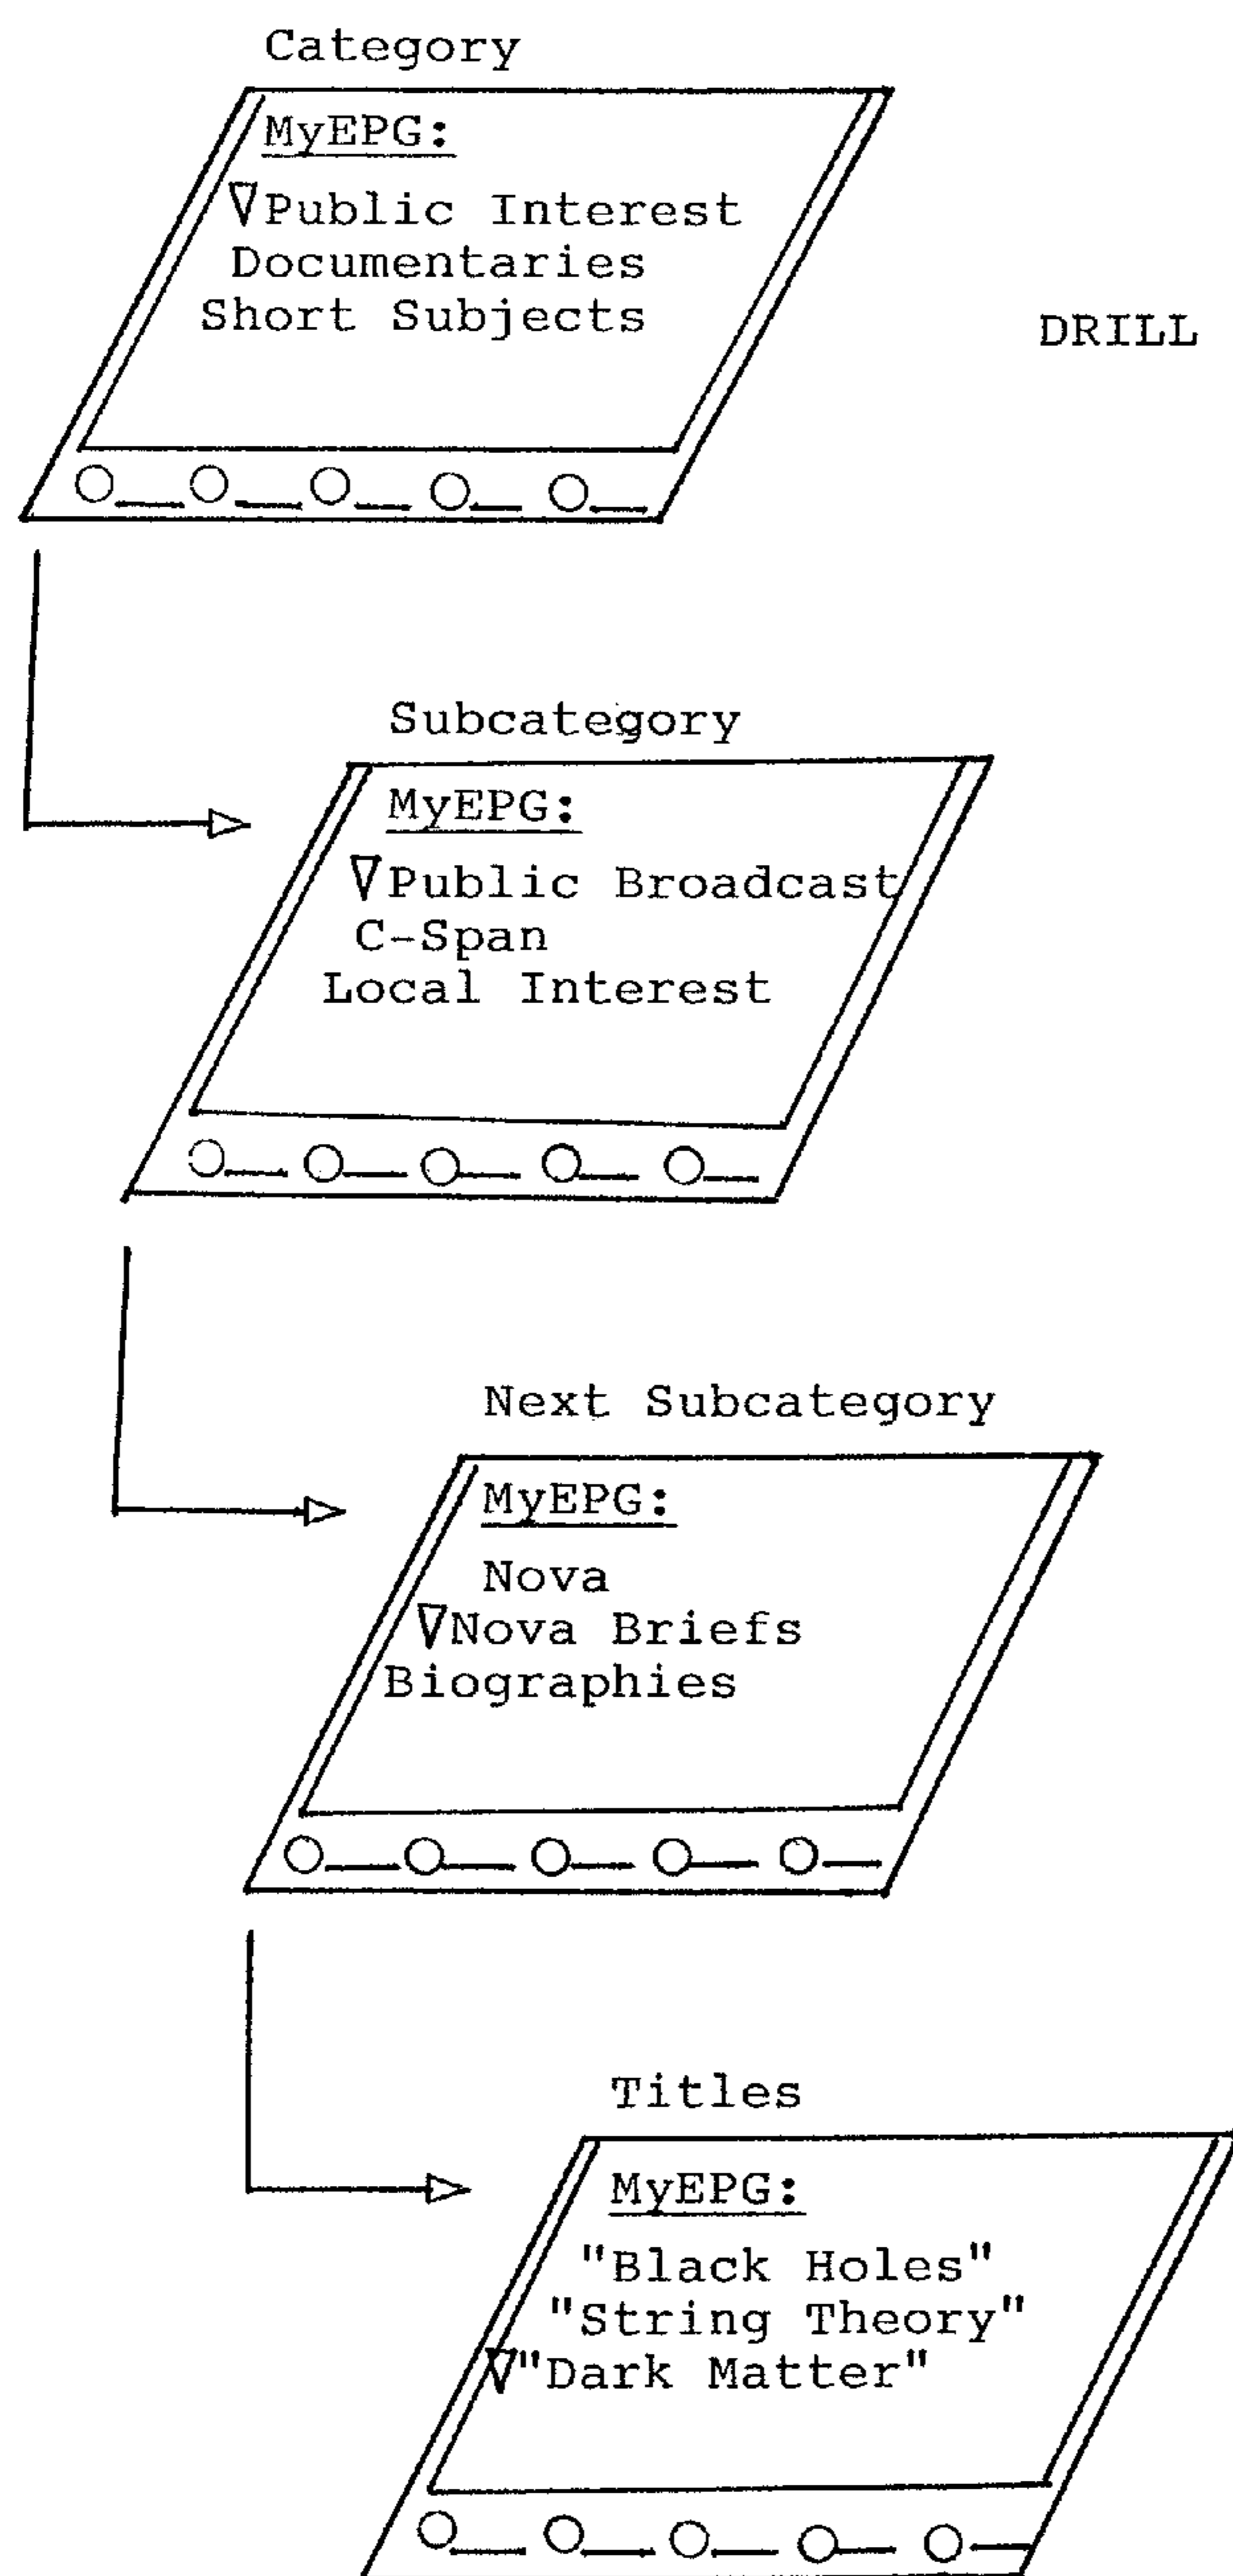 Category
MyEPG:
∇Public Interest
Documentaries
Short Subjects
DRILL
Subcategory
MyEPG:
∇Public Broadcast
C-Span
Local Interest
Next Subcategory
MyEPG:
Nova
∇Nova Briefs
Biographies
Titles
MyEPG:
"Black Holes"
"String Theory"
∇"Dark Matter"